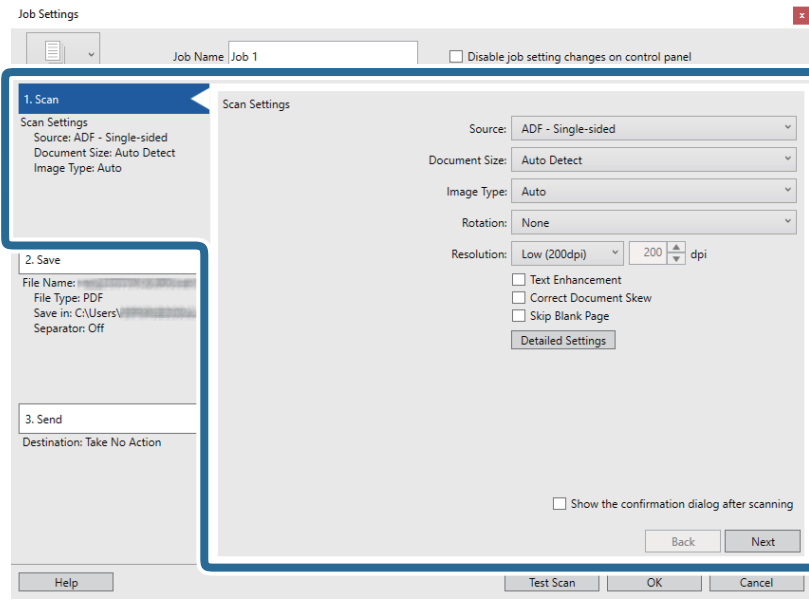 Job Settings
x
Job Name Job 1 Disable job setting changes on control panel
1. Scan
Scan Settings
Source: ADF - Single-sided
Document Size: Auto Detect
Image Type: Auto
2. Save
File Name:
File Type: PDF
Save in: C:\Users\
Separator: Off
3. Send
Destination: Take No Action
Scan Settings
Source: ADF - Single-sided
Document Size: Auto Detect
Image Type: Auto
Rotation: None
Resolution: Low (200dpi) 200 dpi
Text Enhancement
Correct Document Skew
Skip Blank Page
Detailed Settings
Show the confirmation dialog after scanning
Back Next
Help Test Scan OK Cancel